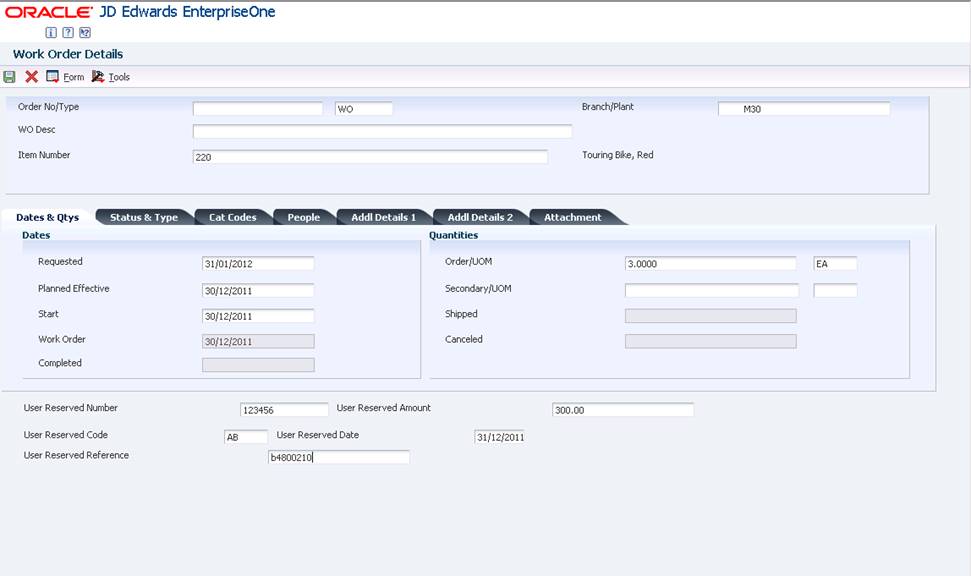 ORACLE JD Edwards EnterpriseOne
Work Order Details
Form Tools
Order No/Type WO Branch/Plant M30
WO Desc
Item Number 220 Touring Bike, Red
Dates & Qtys Status & Type Cat Codes People Addl Details 1 Addl Details 2 Attachment
Dates Quantities
Requested 31/01/2012 Order/UOM 3.0000 EA
Planned Effective 30/12/2011 Secondary/UOM
Start 30/12/2011 Shipped
Work Order 30/12/2011 Canceled
Completed
User Reserved Number 123456 User Reserved Amount 300.00
User Reserved Code AB User Reserved Date 31/12/2011
User Reserved Reference b4800210